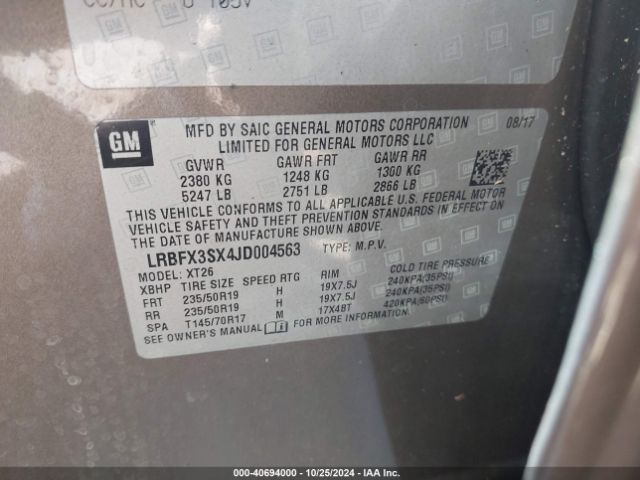 GM
MFD BY SAIC GENERAL MOTORS CORPORATION 08/17
LIMITED FOR GENERAL MOTORS LLC
GVWR GAWR FRT GAWR RR
2380 KG 1248 KG 1300 KG
5247 LB 2751 LB 2866 LB
THIS VEHICLE CONFORMS TO ALL APPLICABLE U.S. FEDERAL MOTOR
VEHICLE SAFETY AND THEFT PREVENTION STANDARDS IN EFFECT ON
THE DATE OF MANUFACTURE SHOWN ABOVE.
LRBFX3SX4JD004563 TYPE: M.P.V.
MODEL: XT26
XBHP TIRE SIZE SPEED RTG RIM COLD TIRE PRESSURE
FRT 235/50R19 H 19X7.5J 240KPA(35PSI)
RR 235/50R19 H 19X7.5J 240KPA(35PSI)
SPA T145/70R17 M 17X4BT 420KPA(60PSI)
SEE OWNER'S MANUAL FOR MORE INFORMATION.
000-40694000 - 10/25/2024 - IAA Inc.